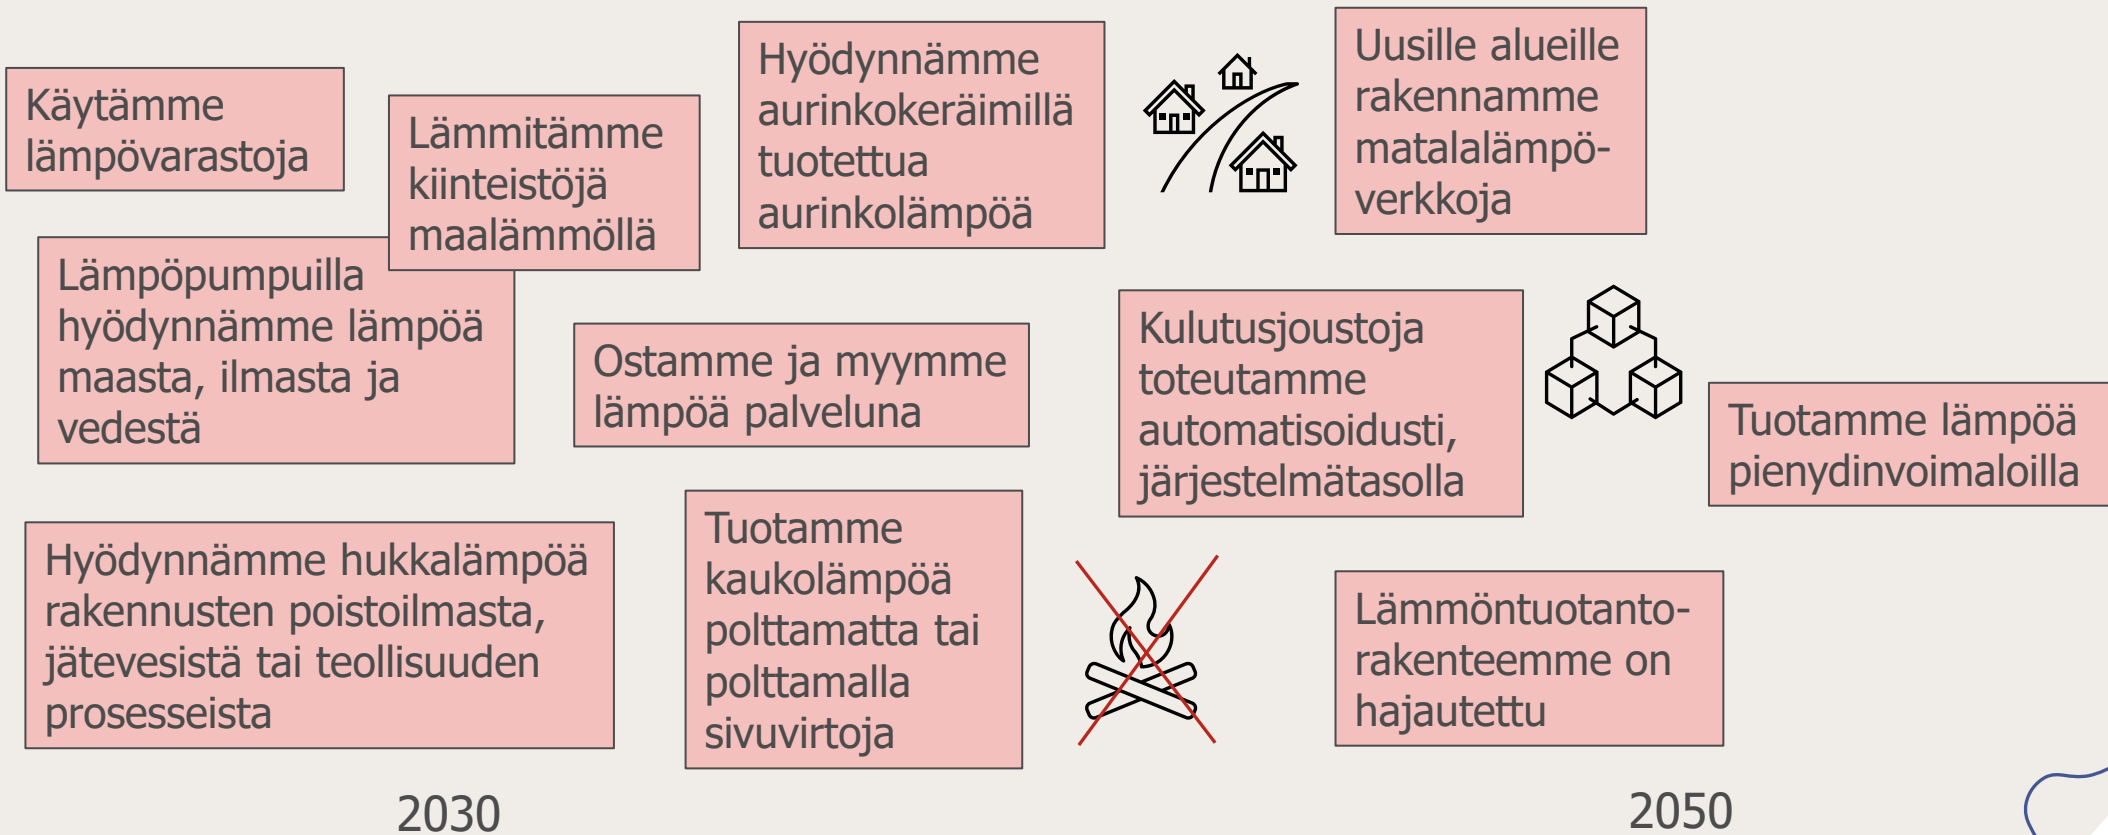 Käytämme
lämpövarastoja
Lämmitämme
kiinteistöjä
maalämmöllä
Hyödynnämme
aurinkokeräimillä
tuotettua
aurinkolämpöä
Uusille alueille
rakennamme
matalalämpö-
verkkoja
Lämpöpumpuilla
hyödynnämme lämpöä
maasta, ilmasta ja
vedestä
Ostamme ja myymme
lämpöä palveluna
Kulutusjoustoja
toteutamme
automatisoidusti,
järjestelmätasolla
Tuotamme lämpöä
pienydinvoimaloilla
Hyödynnämme hukkalämpöä
rakennusten poistoilmasta,
jätevesistä tai teollisuuden
prosesseista
Tuotamme
kaukolämpöä
polttamatta tai
polttamalla
sivuvirtoja
Lämmöntuotanto-
rakenteemme on
hajautettu
2030
2050